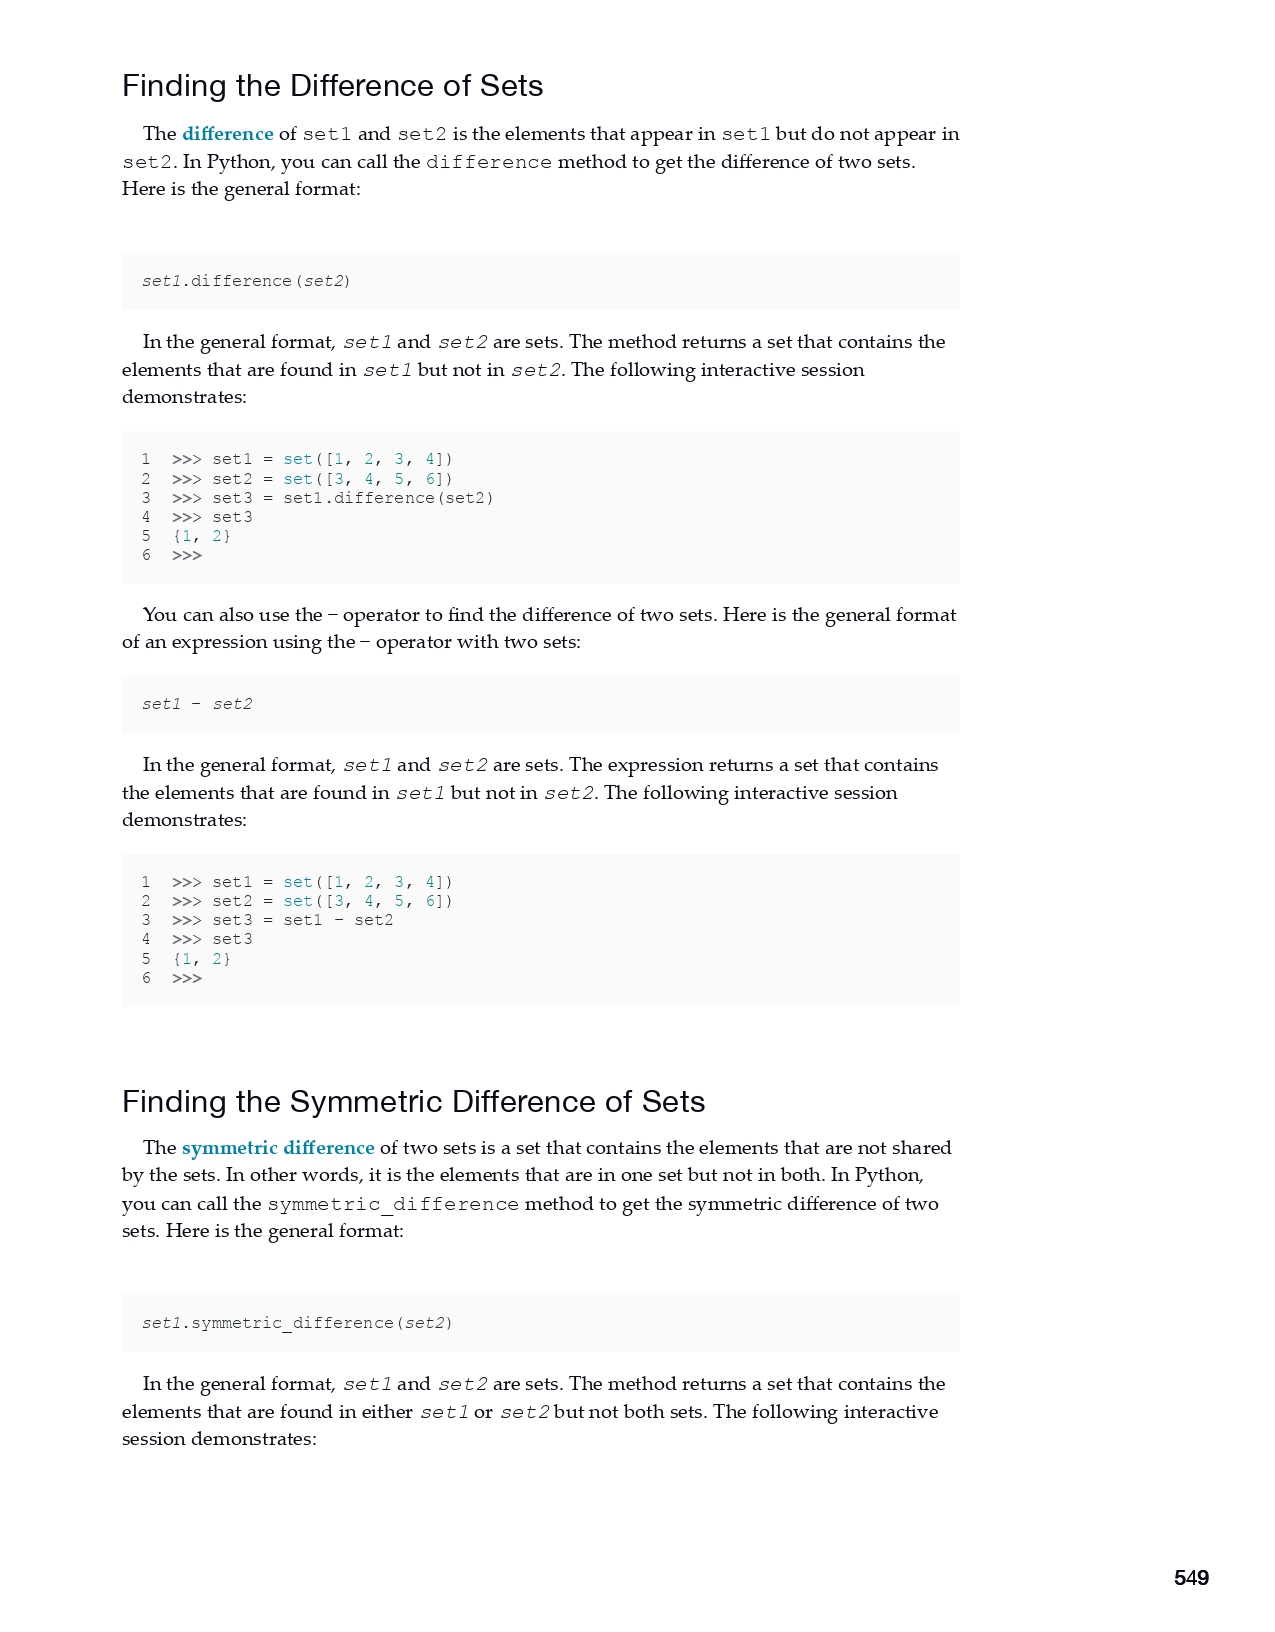 Finding the Difference of Sets
The difference of set1 and set2 is the elements that appear in set1 but do not appear in
set2. In Python, you can call the difference method to get the difference of two sets.
Here is the general format:
set1.difference(set2)
In the general format, set1 and set2 are sets. The method returns a set that contains the
elements that are found in set1 but not in set2. The following interactive session
demonstrates:
1 >>> set1 = set([1, 2, 3, 4])
2 >>> set2 = set([3, 4, 5, 6])
3 >>> set3 = set1.difference(set2)
4 >>> set3
5 {1, 2}
6 >>>
You can also use the − operator to find the difference of two sets. Here is the general format
of an expression using the − operator with two sets:
set1 − set2
In the general format, set1 and set2 are sets. The expression returns a set that contains
the elements that are found in set1 but not in set2. The following interactive session
demonstrates:
1 >>> set1 = set([1, 2, 3, 4])
2 >>> set2 = set([3, 4, 5, 6])
3 >>> set3 = set1 − set2
4 >>> set3
5 {1, 2}
6 >>>
Finding the Symmetric Difference of Sets
The symmetric difference of two sets is a set that contains the elements that are not shared
by the sets. In other words, it is the elements that are in one set but not in both. In Python,
you can call the symmetric_difference method to get the symmetric difference of two
sets. Here is the general format:
set1.symmetric_difference(set2)
In the general format, set1 and set2 are sets. The method returns a set that contains the
elements that are found in either set1 or set2 but not both sets. The following interactive
session demonstrates:
549